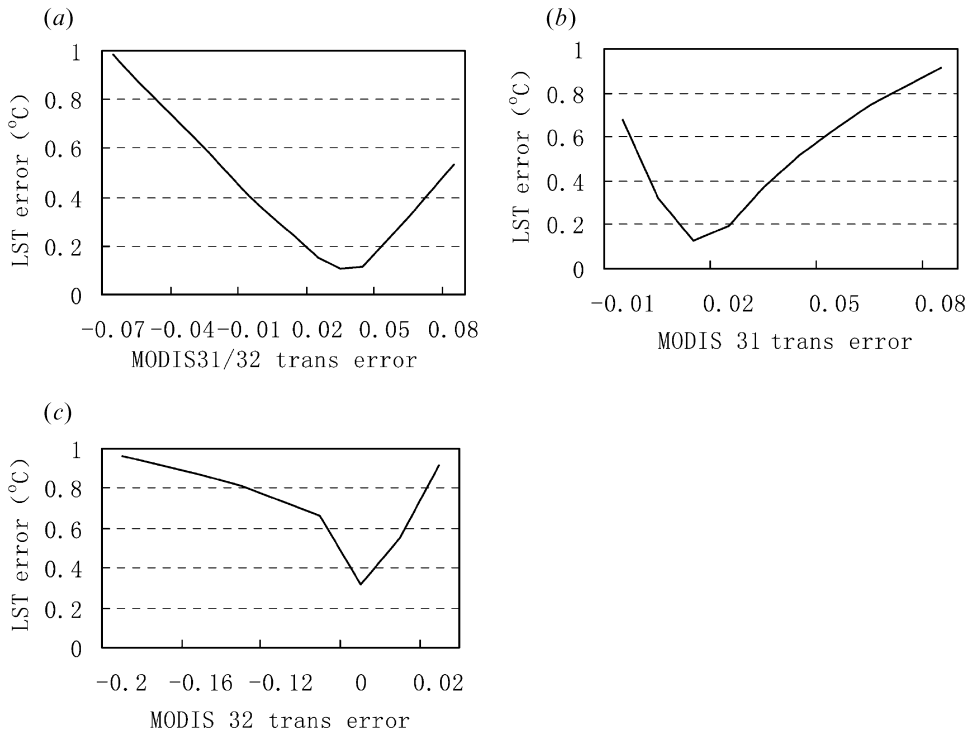 (a)
1
0.8
0.6
0.4
0.2
0
LST error (°C)
-0.07 -0.04 -0.01 0.02 0.05 0.08
MODIS31/32 trans error
(b)
1
0.8
0.6
0.4
0.2
0
LST error (°C)
-0.01 0.02 0.05 0.08
MODIS 31 trans error
(c)
1
0.8
0.6
0.4
0.2
0
LST error (°C)
-0.2 -0.16 -0.12 0 0.02
MODIS 32 trans error